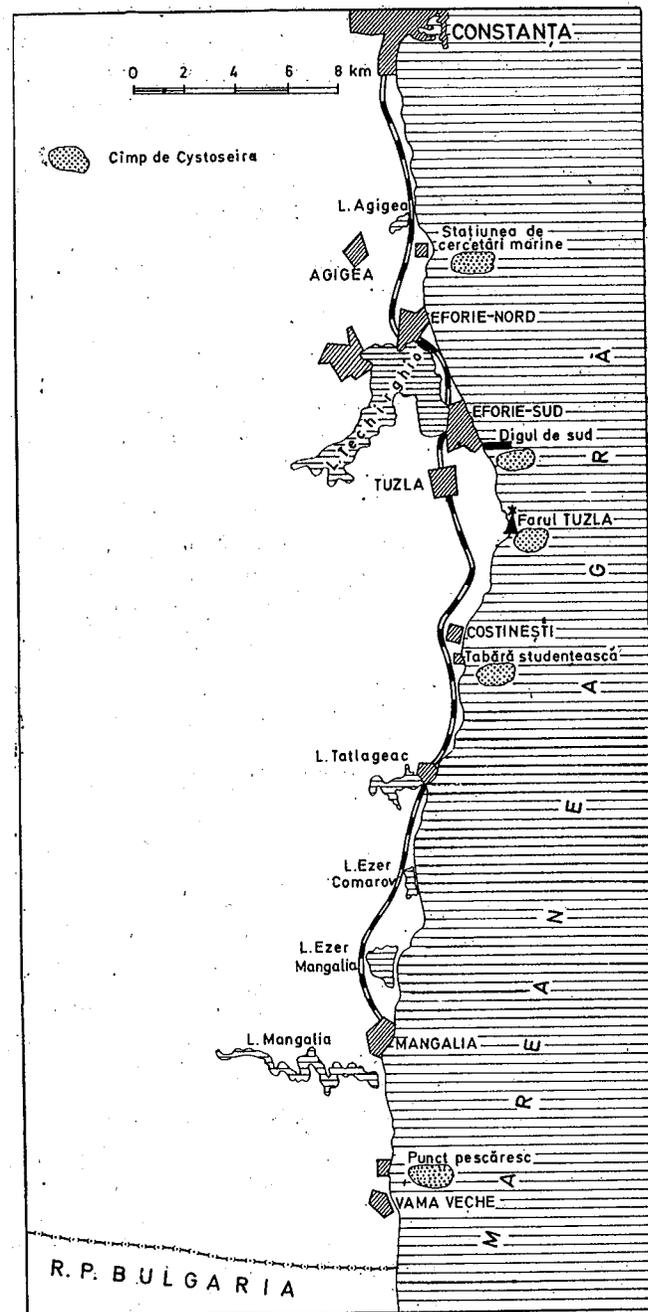 CONSTANȚA
0 2 4 6 8 km
Cîmp de Cystoseira
L. Agigea
Stațiunea de
cercetări marine
AGIGEA
EFORIE-NORD
L. Techirghiol
EFORIE-SUD
Digul de sud
TUZLA
Farul TUZLA
COSTINEȘTI
Tabără studențească
L. Tatlageac
L. Ezer
Comarov
L. Ezer
Mangalia
L. Mangalia
MANGALIA
Punct pescăresc
VAMA VECHE
MAREA NEAGRĂ
R. P. BULGARIA